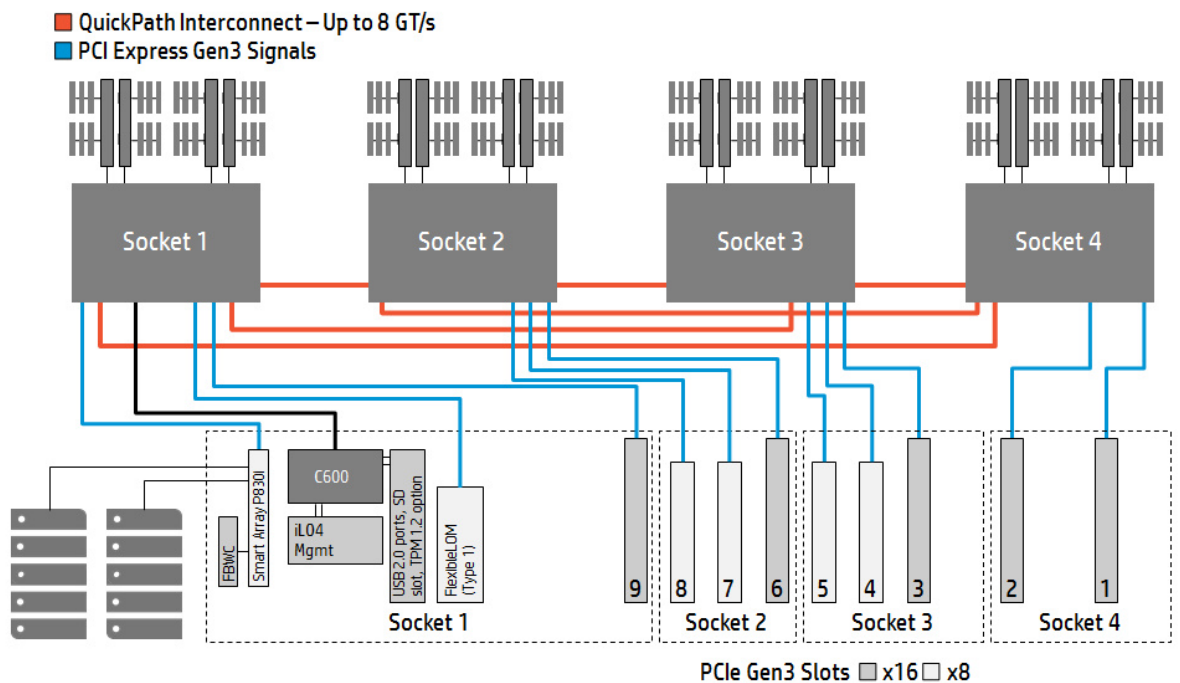 QuickPath Interconnect – Up to 8 GT/s
PCI Express Gen3 Signals
Socket 1
Socket 2
Socket 3
Socket 4
Smart Array P830I
FBWC
C600
iLO4
Mgmt
USB 2.0 ports, SD
slot, TPM 1.2 option
FlexibleLOM
(Type 1)
9
8
7
6
5
4
3
2
1
Socket 1
Socket 2
Socket 3
Socket 4
PCIe Gen3 Slots x16 x8